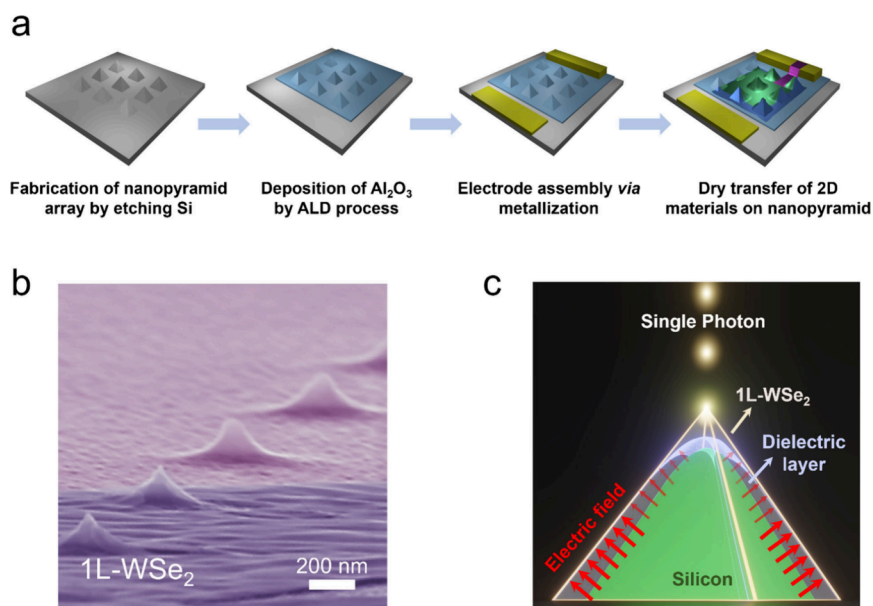 a
Fabrication of nanopyramid
array by etching Si
Deposition of Al₂O₃
by ALD process
Electrode assembly via
metallization
Dry transfer of 2D
materials on nanopyramid
b
1L-WSe₂
200 nm
c
Single Photon
1L-WSe₂
Dielectric
layer
Electric field
Silicon